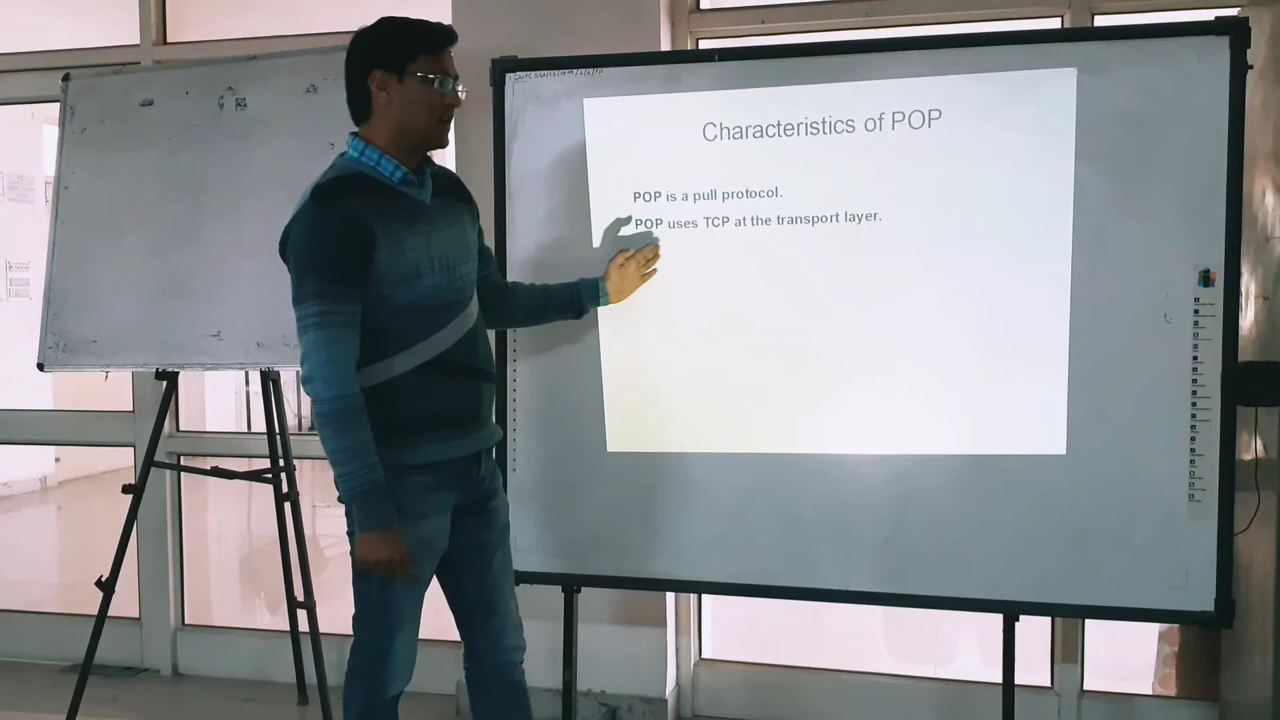 Characteristics of POP
POP is a pull protocol.
POP uses TCP at the transport layer.